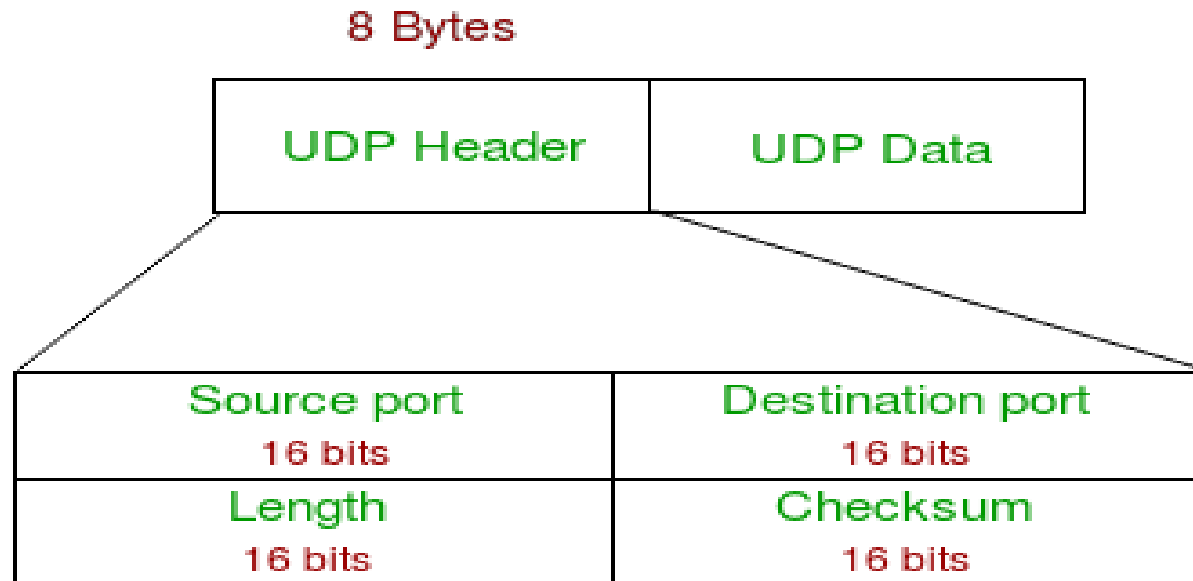 8 Bytes
UDP Header
UDP Data
Source port
16 bits
Destination port
16 bits
Length
16 bits
Checksum
16 bits